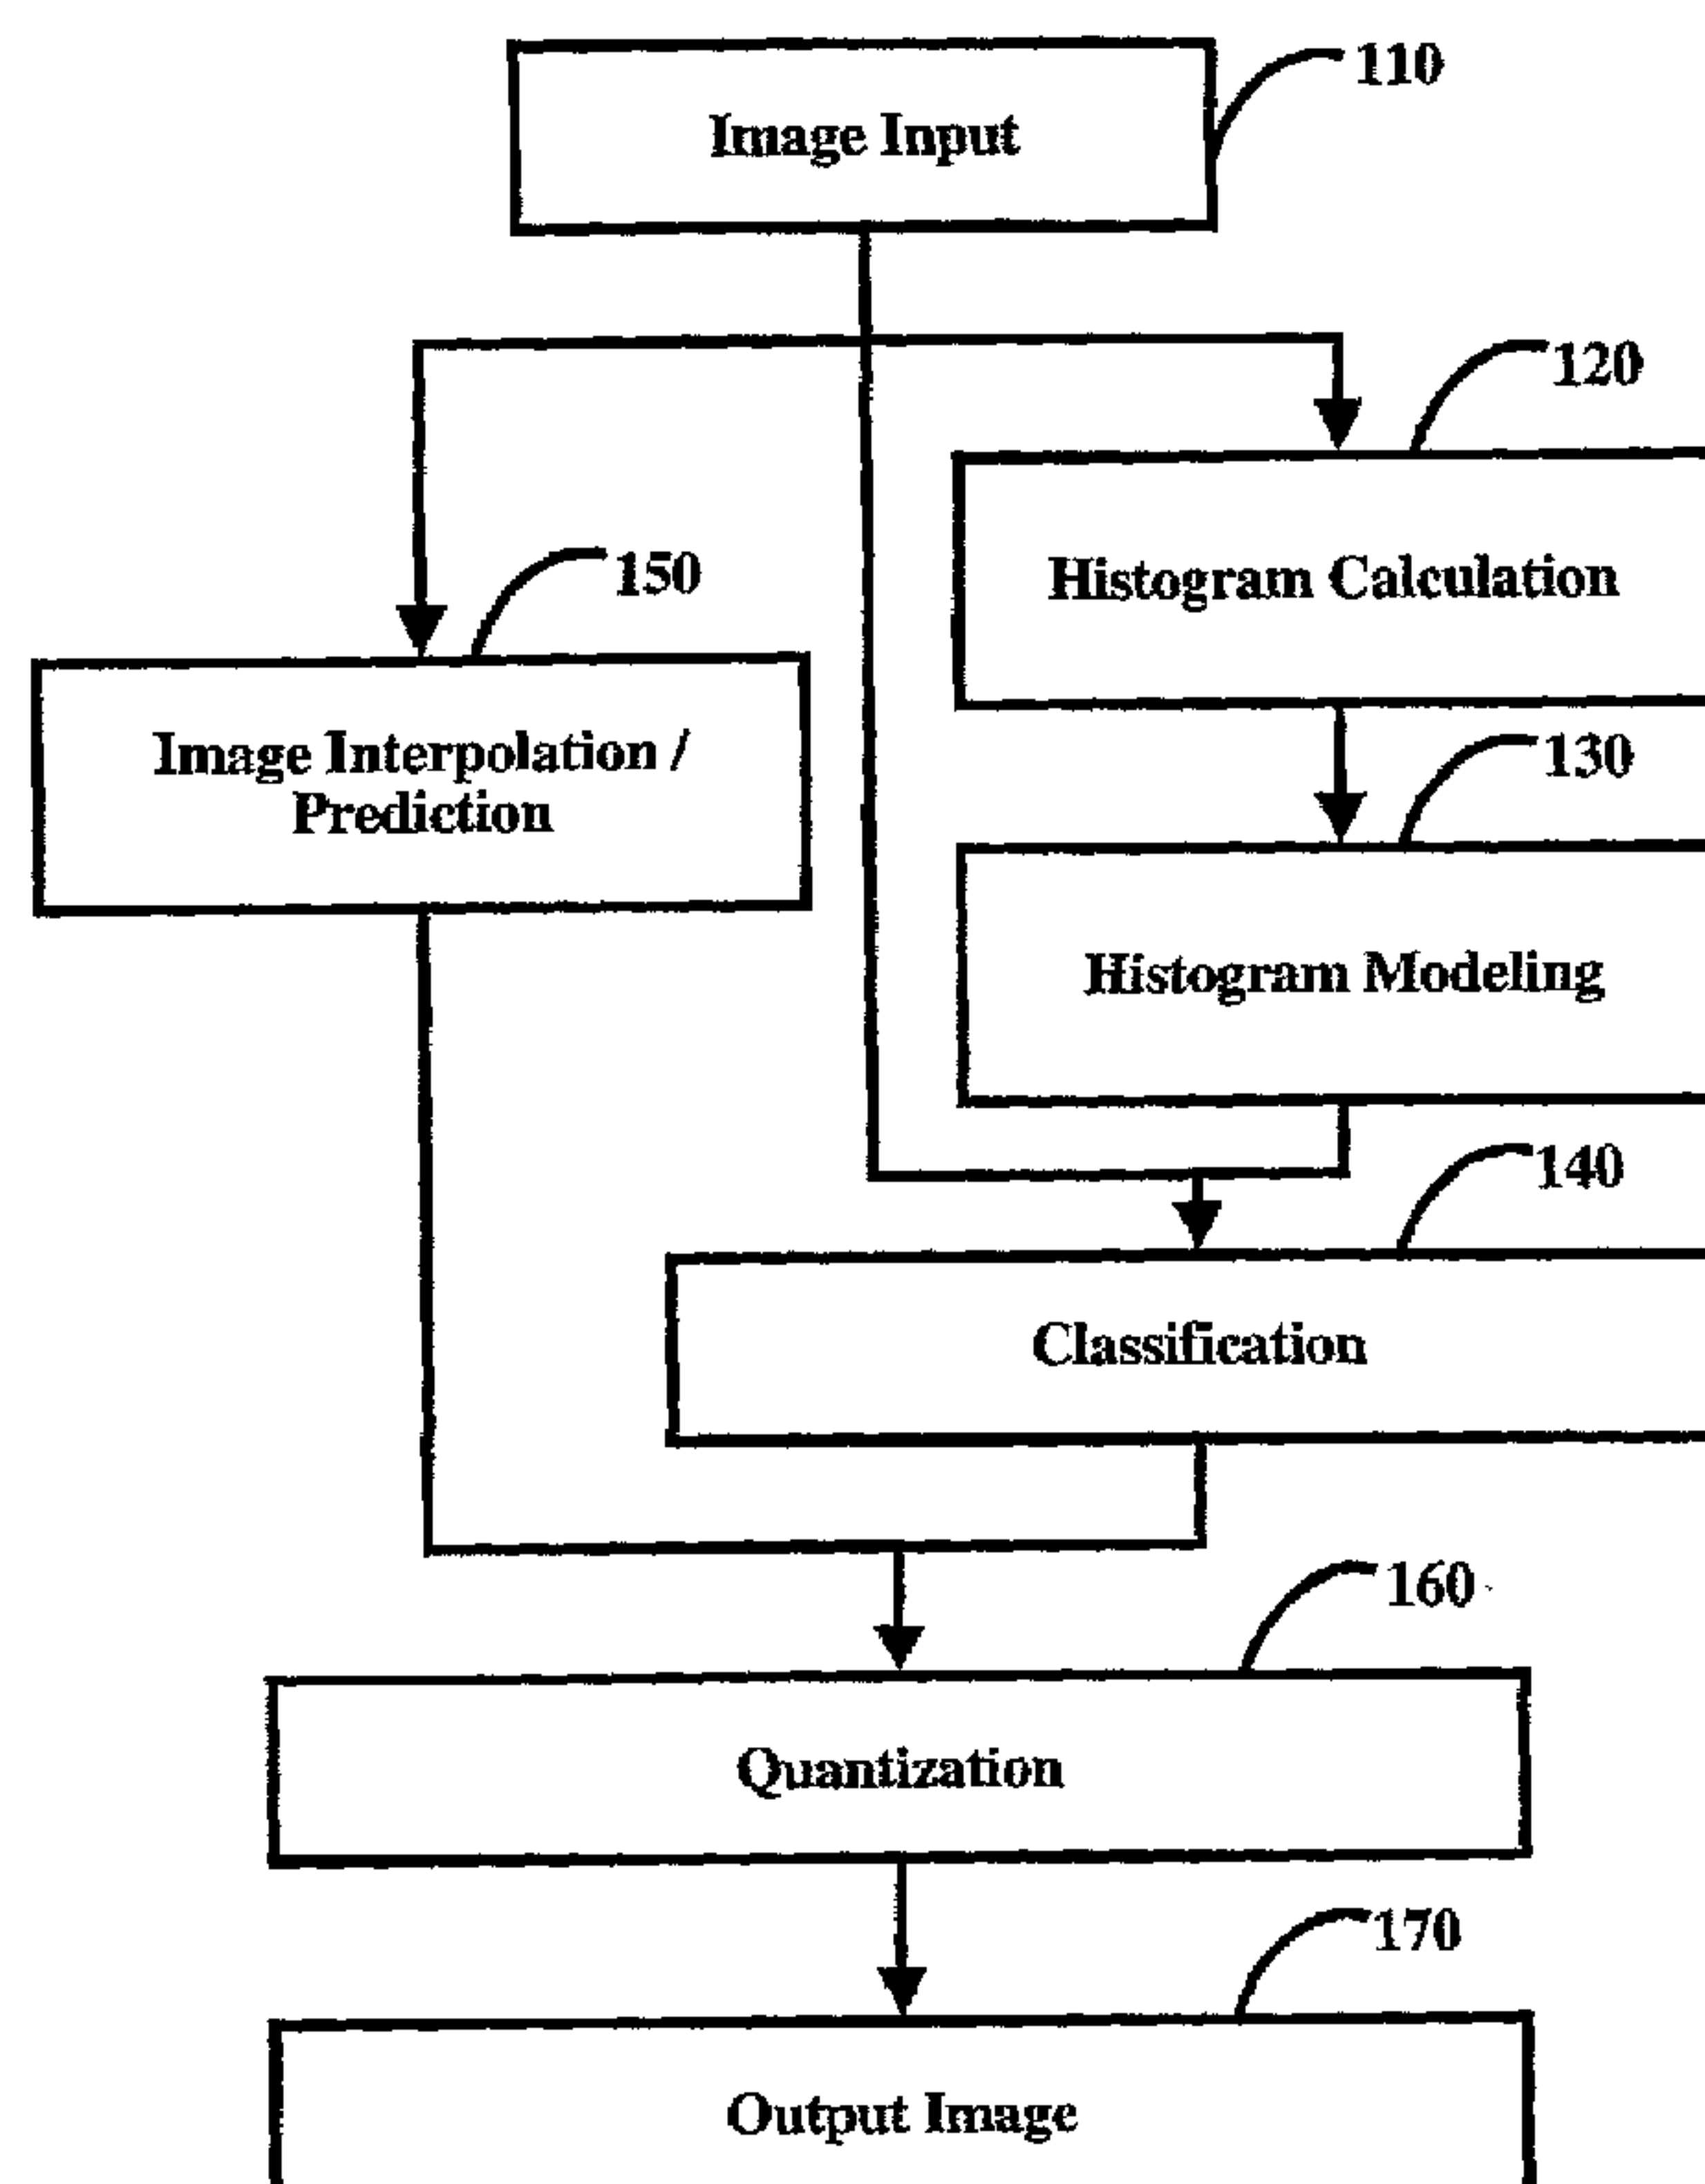 110
Image Input
120
Histogram Calculation
150
Image Interpolation /
Prediction
130
Histogram Modeling
140
Classification
160
Quantization
170
Output Image